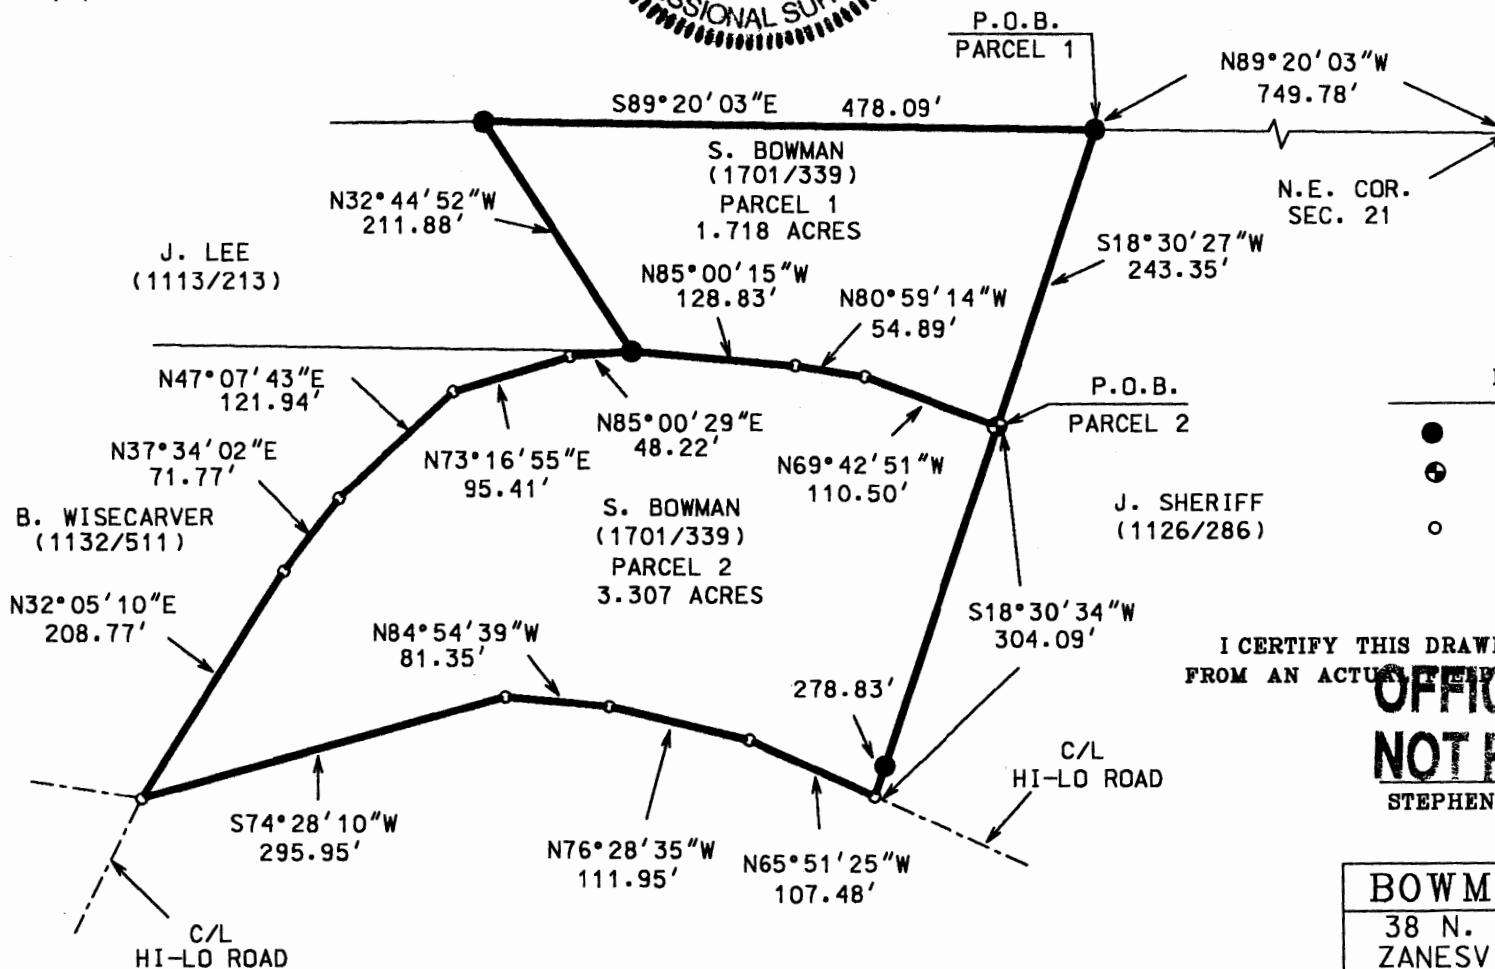 P.O.B.
PARCEL 1
N89°20'03"W
749.78'
S89°20'03"E 478.09'
S. BOWMAN
(1701/339)
PARCEL 1
1.718 ACRES
N.E. COR.
SEC. 21
N32°44'52"W
211.88'
J. LEE
(1113/213)
S18°30'27"W
243.35'
N85°00'15"W
128.83'
N80°59'14"W
54.89'
N47°07'43"E
121.94'
P.O.B.
PARCEL 2
N37°34'02"E
71.77'
N73°16'55"E
95.41'
N85°00'29"E
48.22'
N69°42'51"W
110.50'
B. WISECARVER
(1132/511)
S. BOWMAN
(1701/339)
PARCEL 2
3.307 ACRES
J. SHERIFF
(1126/286)
N32°05'10"E
208.77'
N84°54'39"W
81.35'
S18°30'34"W
304.09'
278.83'
I CERTIFY THIS
FROM AN
C/L
HI-LO ROAD
NOT
STEPHEN
S74°28'10"W
295.95'
N76°28'35"W
111.95'
N65°51'25"W
107.48'
C/L
HI-LO ROAD
BOWM
38 N.
ZANESV